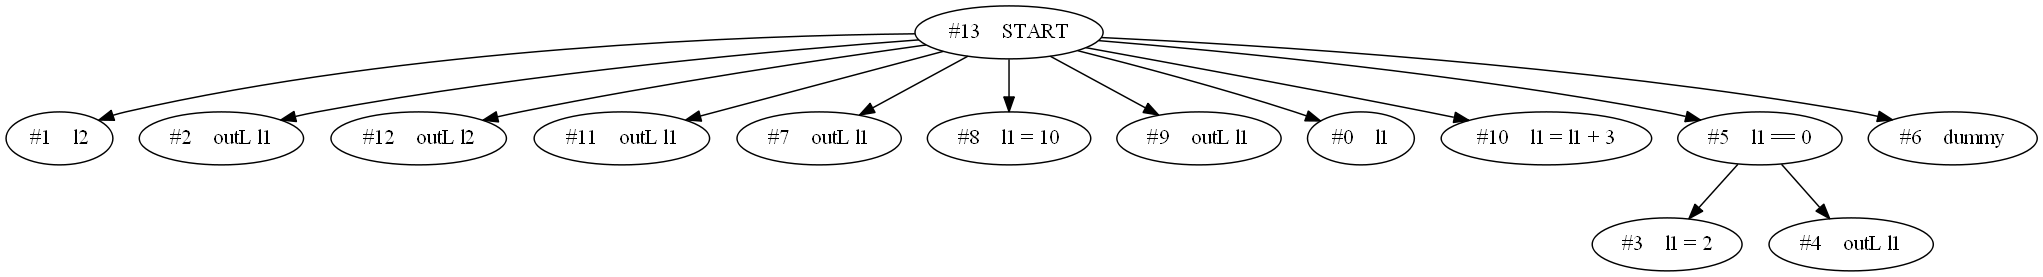 #13 START
#1 l2
#2 outL l1
#12 outL l2
#11 outL l1
#7 outL l1
#8 l1 = 10
#9 outL l1
#0 l1
#10 l1 = l1 + 3
#5 l1 == 0
#6 dummy
#3 l1 = 2
#4 outL l1